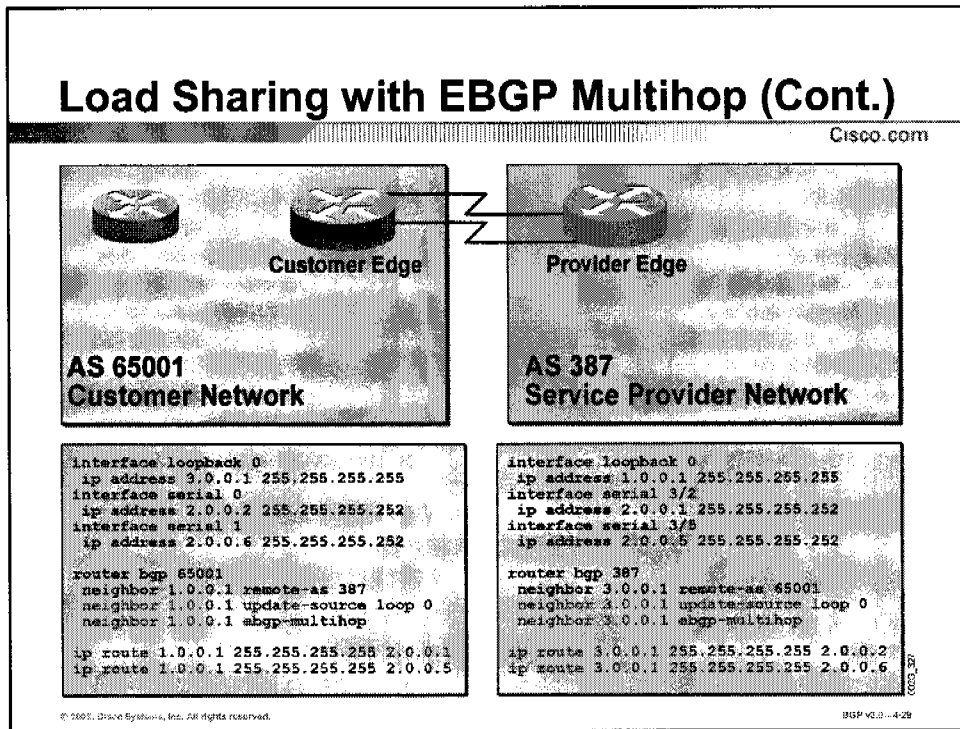 Load Sharing with EBGP Multihop (Cont.)
Cisco.com
Customer Edge
Provider Edge
AS 65001
Customer Network
AS 387
Service Provider Network
interface loopback 0
ip address 3.0.0.1 255.255.255.255
interface serial 0
ip address 2.0.0.2 255.255.255.252
interface serial 1
ip address 2.0.0.6 255.255.255.252
router bgp 65001
neighbor 1.0.0.1 remote-as 387
neighbor 1.0.0.1 update-source loop 0
neighbor 1.0.0.1 ebgp-multihop
ip route 1.0.0.1 255.255.255.255 2.0.0.1
ip route 1.0.0.1 255.255.255.255 2.0.0.5
interface loopback 0
ip address 1.0.0.1 255.255.255.255
interface serial 3/2
ip address 2.0.0.1 255.255.255.252
interface serial
ip address 2.0.0.5 255.255.255.252
router bgp 387
neighbor 3.0.0.1 remote-as 65001
neighbor 3.0.0.1 update-source loop 0
neighbor 3.0.0.1 ebgp-multihop
ip route 3.0.0.1 255.255.255.255 2.0.0.2
ip route 3.0.0.1 255.255.255.255 2.0.0.6
Cisco Systems, Inc. All rights reserved.